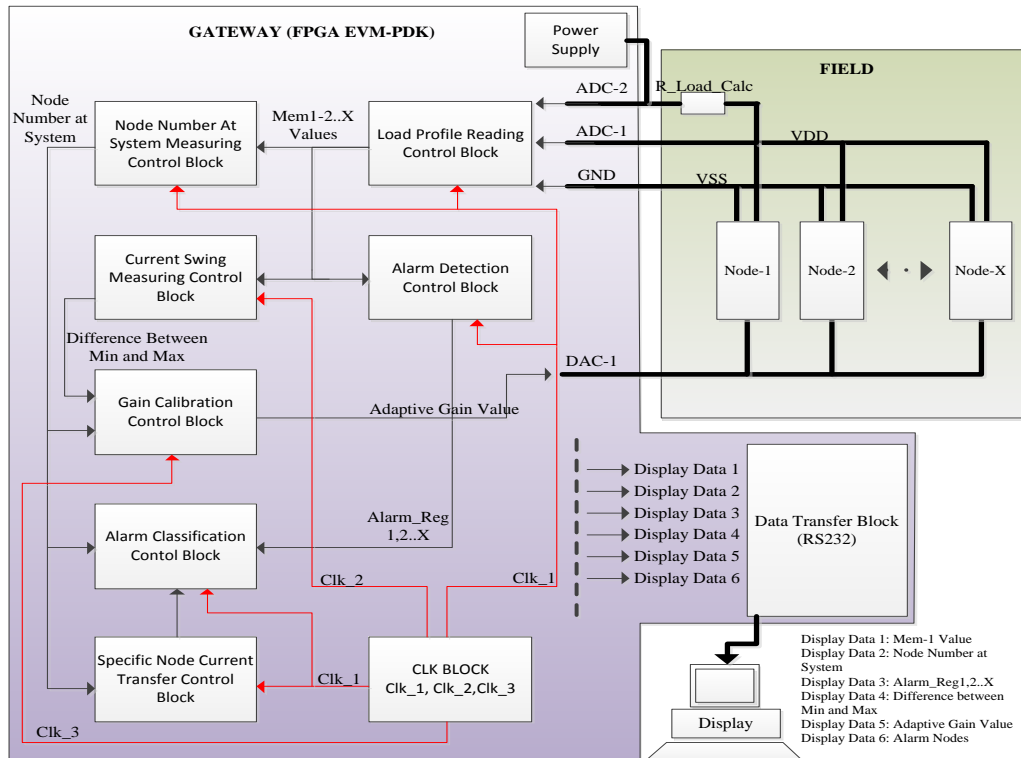 GATEWAY (FPGA EVM-PDK)
Power
Supply
FIELD
Node
Number at
System
Node Number At
System Measuring
Control Block
Mem1-2..X
Values
Load Profile Reading
Control Block
ADC-2
R_Load_Calc
ADC-1
VDD
GND
VSS
Current Swing
Measuring Control
Block
Alarm Detection
Control Block
Node-1
Node-2
Node-X
Difference Between
Min and Max
DAC-1
Gain Calibration
Control Block
Adaptive Gain Value
Display Data 1
Display Data 2
Display Data 3
Display Data 4
Display Data 5
Display Data 6
Data Transfer Block
(RS232)
Alarm Classification
Contol Block
Alarm_Reg
1,2..X
Clk_2
Clk_1
Specific Node Current
Transfer Control
Block
Clk_1
CLK BLOCK
Clk_1, Clk_2,Clk_3
Clk_3
Display
Display Data 1: Mem-1 Value
Display Data 2: Node Number at
System
Display Data 3: Alarm_Reg1,2..X
Display Data 4: Difference between
Min and Max
Display Data 5: Adaptive Gain Value
Display Data 6: Alarm Nodes